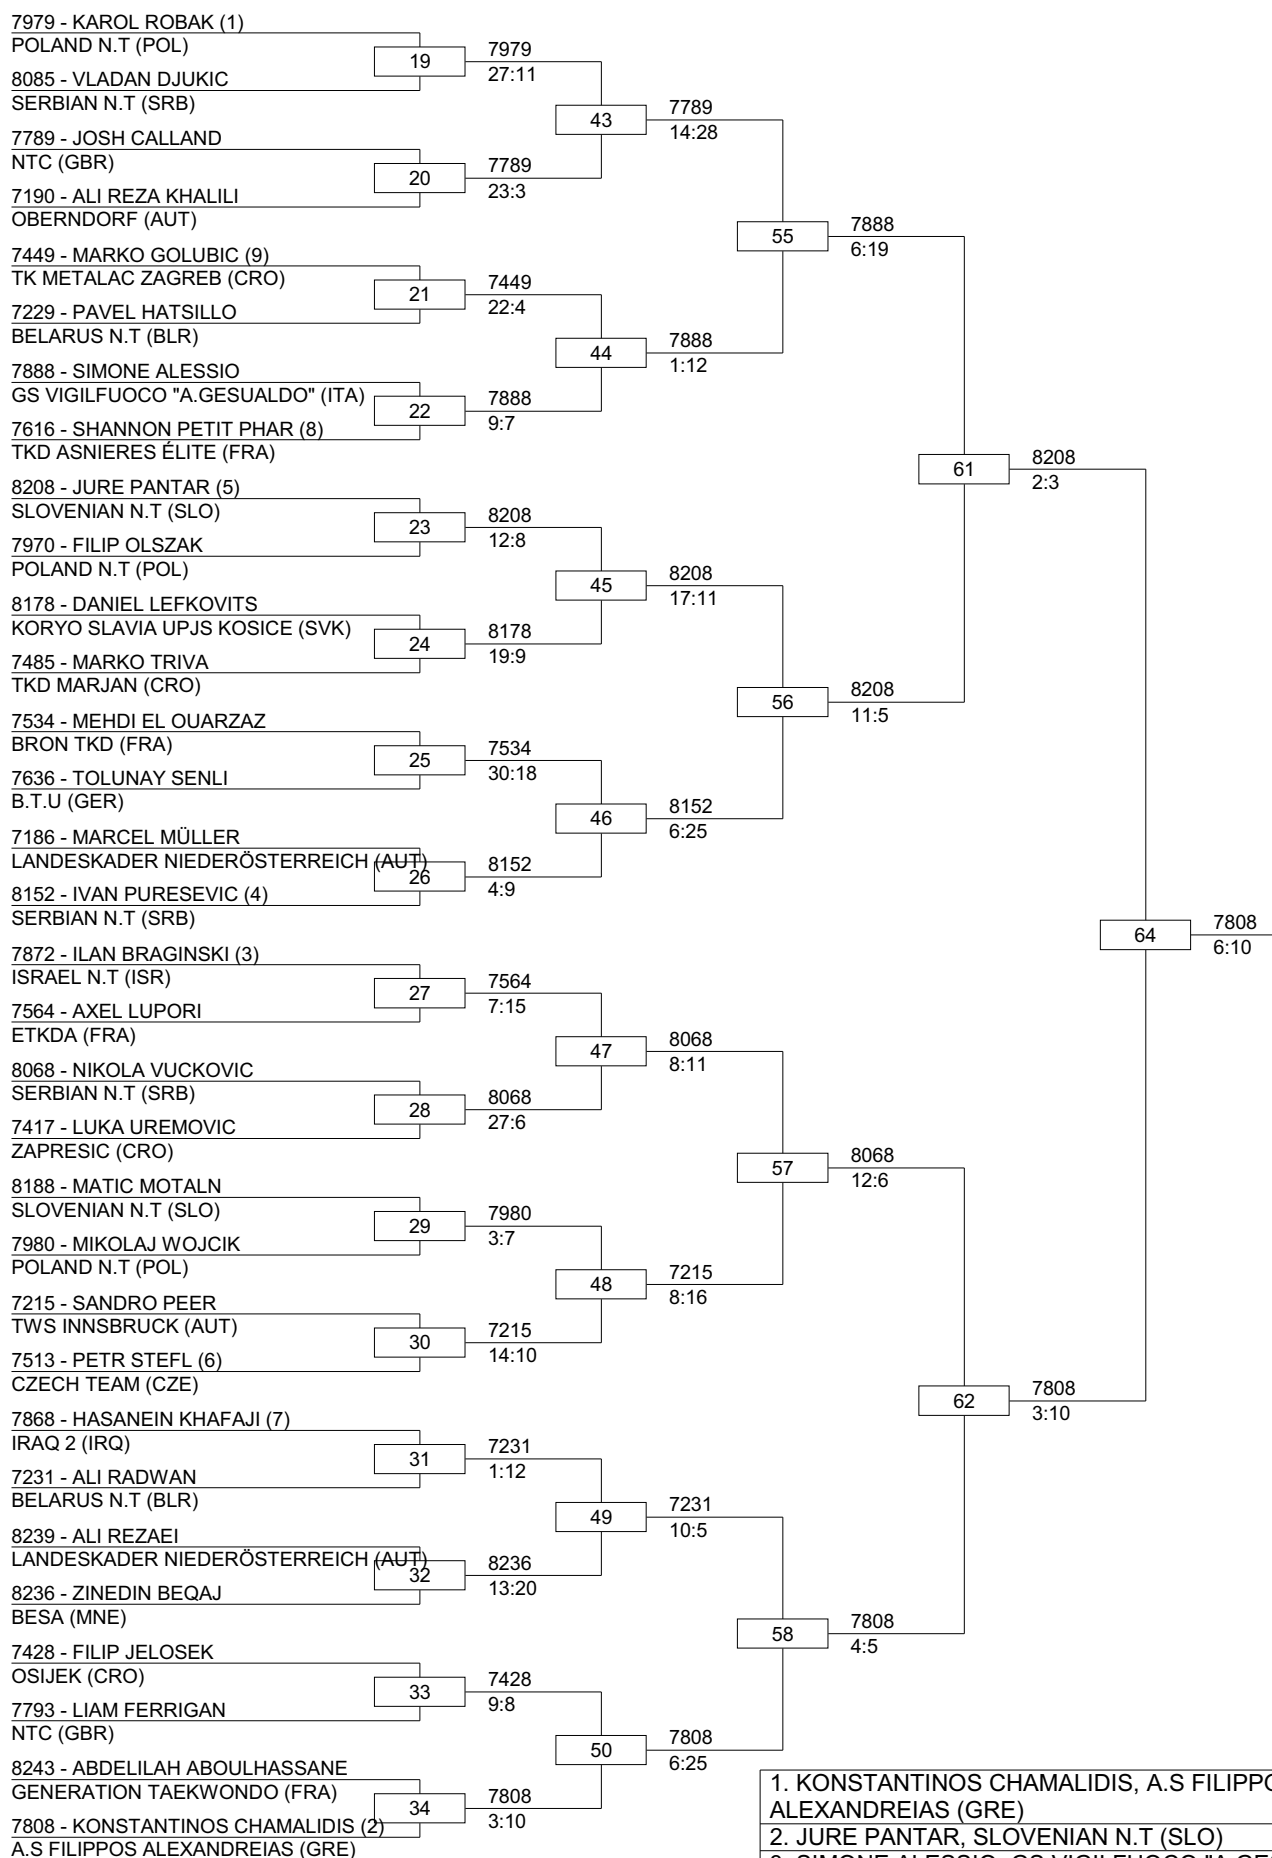 7979 - KAROL ROBAK (1)
POLAND N.T (POL)
19
7979
27:11
8085 - VLADAN DJUKIC
SERBIAN N.T (SRB)
43
7789
14:28
7789 - JOSH CALLAND
NTC (GBR)
20
7789
23:3
7190 - ALI REZA KHALILI
OBERNDORF (AUT)
55
7888
6:19
7449 - MARKO GOLUBIC (9)
TK METALAC ZAGREB (CRO)
21
7449
22:4
7229 - PAVEL HATSILLO
BELARUS N.T (BLR)
44
7888
1:12
7888 - SIMONE ALESSIO
GS VIGILFUOCO "A.GESUALDO" (ITA)
22
7888
9:7
7616 - SHANNON PETIT PHAR (8)
TKD ASNIERES ÉLITE (FRA)
61
8208
2:3
8208 - JURE PANTAR (5)
SLOVENIAN N.T (SLO)
23
8208
12:8
7970 - FILIP OLSZAK
POLAND N.T (POL)
45
8208
17:11
8178 - DANIEL LEFKOVITS
KORYO SLAVIA UPJS KOSICE (SVK)
24
8178
19:9
7485 - MARKO TRIVA
TKD MARJAN (CRO)
56
8208
11:5
7534 - MEHDI EL OUARZAZ
BRON TKD (FRA)
25
7534
30:18
7636 - TOLUNAY SENLI
B.T.U (GER)
46
8152
6:25
7186 - MARCEL MÜLLER
LANDESKADER NIEDERÖSTERREICH (AUT)
26
8152
4:9
8152 - IVAN PURESEVIC (4)
SERBIAN N.T (SRB)
64
7808
6:10
7872 - ILAN BRAGINSKI (3)
ISRAEL N.T (ISR)
27
7564
7:15
7564 - AXEL LUPORI
ETKDA (FRA)
47
8068
8:11
8068 - NIKOLA VUCKOVIC
SERBIAN N.T (SRB)
28
8068
27:6
7417 - LUKA UREMOVIC
ZAPRESIC (CRO)
57
8068
12:6
8188 - MATIC MOTALN
SLOVENIAN N.T (SLO)
29
7980
3:7
7980 - MIKOLAJ WOJCIK
POLAND N.T (POL)
48
7215
8:16
7215 - SANDRO PEER
TWS INNSBRUCK (AUT)
30
7215
14:10
7513 - PETR STEFL (6)
CZECH TEAM (CZE)
62
7808
3:10
7868 - HASANEIN KHAFAJI (7)
IRAQ 2 (IRQ)
31
7231
1:12
7231 - ALI RADWAN
BELARUS N.T (BLR)
49
7231
10:5
8239 - ALI REZAEI
LANDESKADER NIEDERÖSTERREICH (AUT)
32
8236
13:20
8236 - ZINEDIN BEQAJ
BESA (MNE)
58
7808
4:5
7428 - FILIP JELOSEK
OSIJEK (CRO)
33
7428
9:8
7793 - LIAM FERRIGAN
NTC (GBR)
50
7808
6:25
8243 - ABDELILAH ABOULHASSANE
GENERATION TAEKWONDO (FRA)
34
7808
3:10
7808 - KONSTANTINOS CHAMALIDIS (2)
A.S FILIPPOS ALEXANDREIAS (GRE)
1. KONSTANTINOS CHAMALIDIS, A.S
ALEXANDREIAS (GRE)
2. JURE PANTAR, SLOVENIAN N.T (SLO)
SIMONE ALESSIO, GS VIGILFUOCO